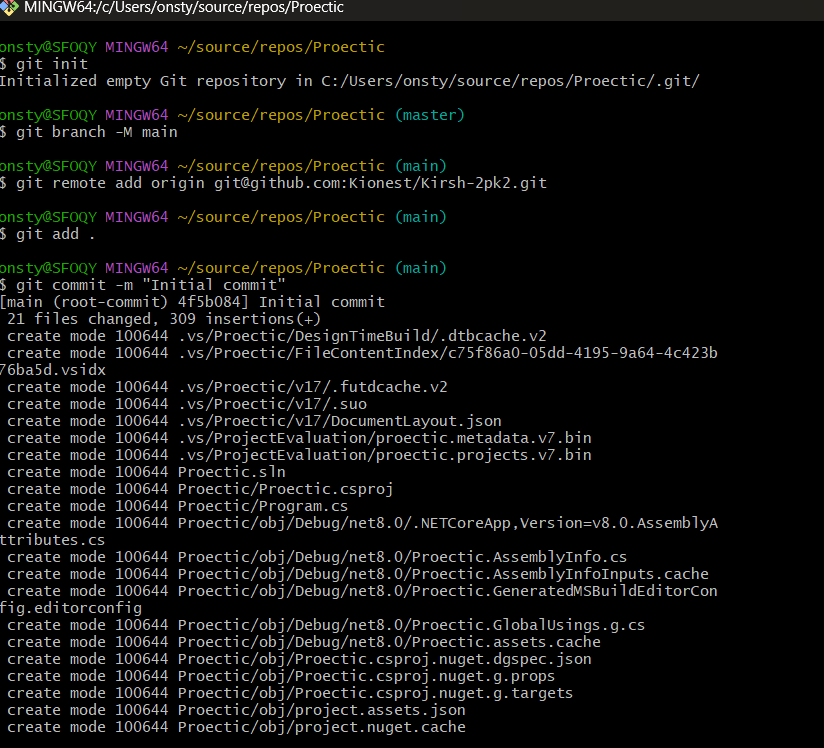 MINGW64:/c/Users/onsty/source/repos/Proectic
onsty@SFOQY MINGW64 ~/source/repos/Proectic
$ git init
Initialized empty Git repository in C:/Users/onsty/source/repos/Proectic/.git/
onsty@SFOQY MINGW64 ~/source/repos/Proectic (master)
$ git branch -M main
onsty@SFOQY MINGW64 ~/source/repos/Proectic (main)
$ git remote add origin git@github.com:Kionest/Kirsh-2pk2.git
onsty@SFOQY MINGW64 ~/source/repos/Proectic (main)
$ git add .
onsty@SFOQY MINGW64 ~/source/repos/Proectic (main)
$ git commit -m "Initial commit"
[main (root-commit) 4f5b084] Initial commit
21 files changed, 309 insertions(+)
create mode 100644 .vs/Proectic/DesignTimeBuild/.dtbcache.v2
create mode 100644 .vs/Proectic/FileContentIndex/c75f86a0-05dd-4195-9a64-4c423b
76ba5d.vsidx
create mode 100644 .vs/Proectic/v17/.futdcache.v2
create mode 100644 .vs/Proectic/v17/.suo
create mode 100644 .vs/Proectic/v17/DocumentLayout.json
create mode 100644 .vs/ProjectEvaluation/proectic.metadata.v7.bin
create mode 100644 .vs/ProjectEvaluation/proectic.projects.v7.bin
create mode 100644 Proectic.sln
create mode 100644 Proectic/Proectic.csproj
create mode 100644 Proectic/Program.cs
create mode 100644 Proectic/obj/Debug/net8.0/.NETCoreApp,Version=v8.0.AssemblyA
ttributes.cs
create mode 100644 Proectic/obj/Debug/net8.0/Proectic.AssemblyInfo.cs
create mode 100644 Proectic/obj/Debug/net8.0/Proectic.AssemblyInfoInputs.cache
create mode 100644 Proectic/obj/Debug/net8.0/Proectic.GeneratedMSBuildEditorCon
fig.editorconfig
create mode 100644 Proectic/obj/Debug/net8.0/Proectic.GlobalUsings.g.cs
create mode 100644 Proectic/obj/Debug/net8.0/Proectic.assets.cache
create mode 100644 Proectic/obj/Proectic.csproj.nuget.dgspec.json
create mode 100644 Proectic/obj/Proectic.csproj.nuget.g.props
create mode 100644 Proectic/obj/Proectic.csproj.nuget.g.targets
create mode 100644 Proectic/obj/project.assets.json
create mode 100644 Proectic/obj/project.nuget.cache